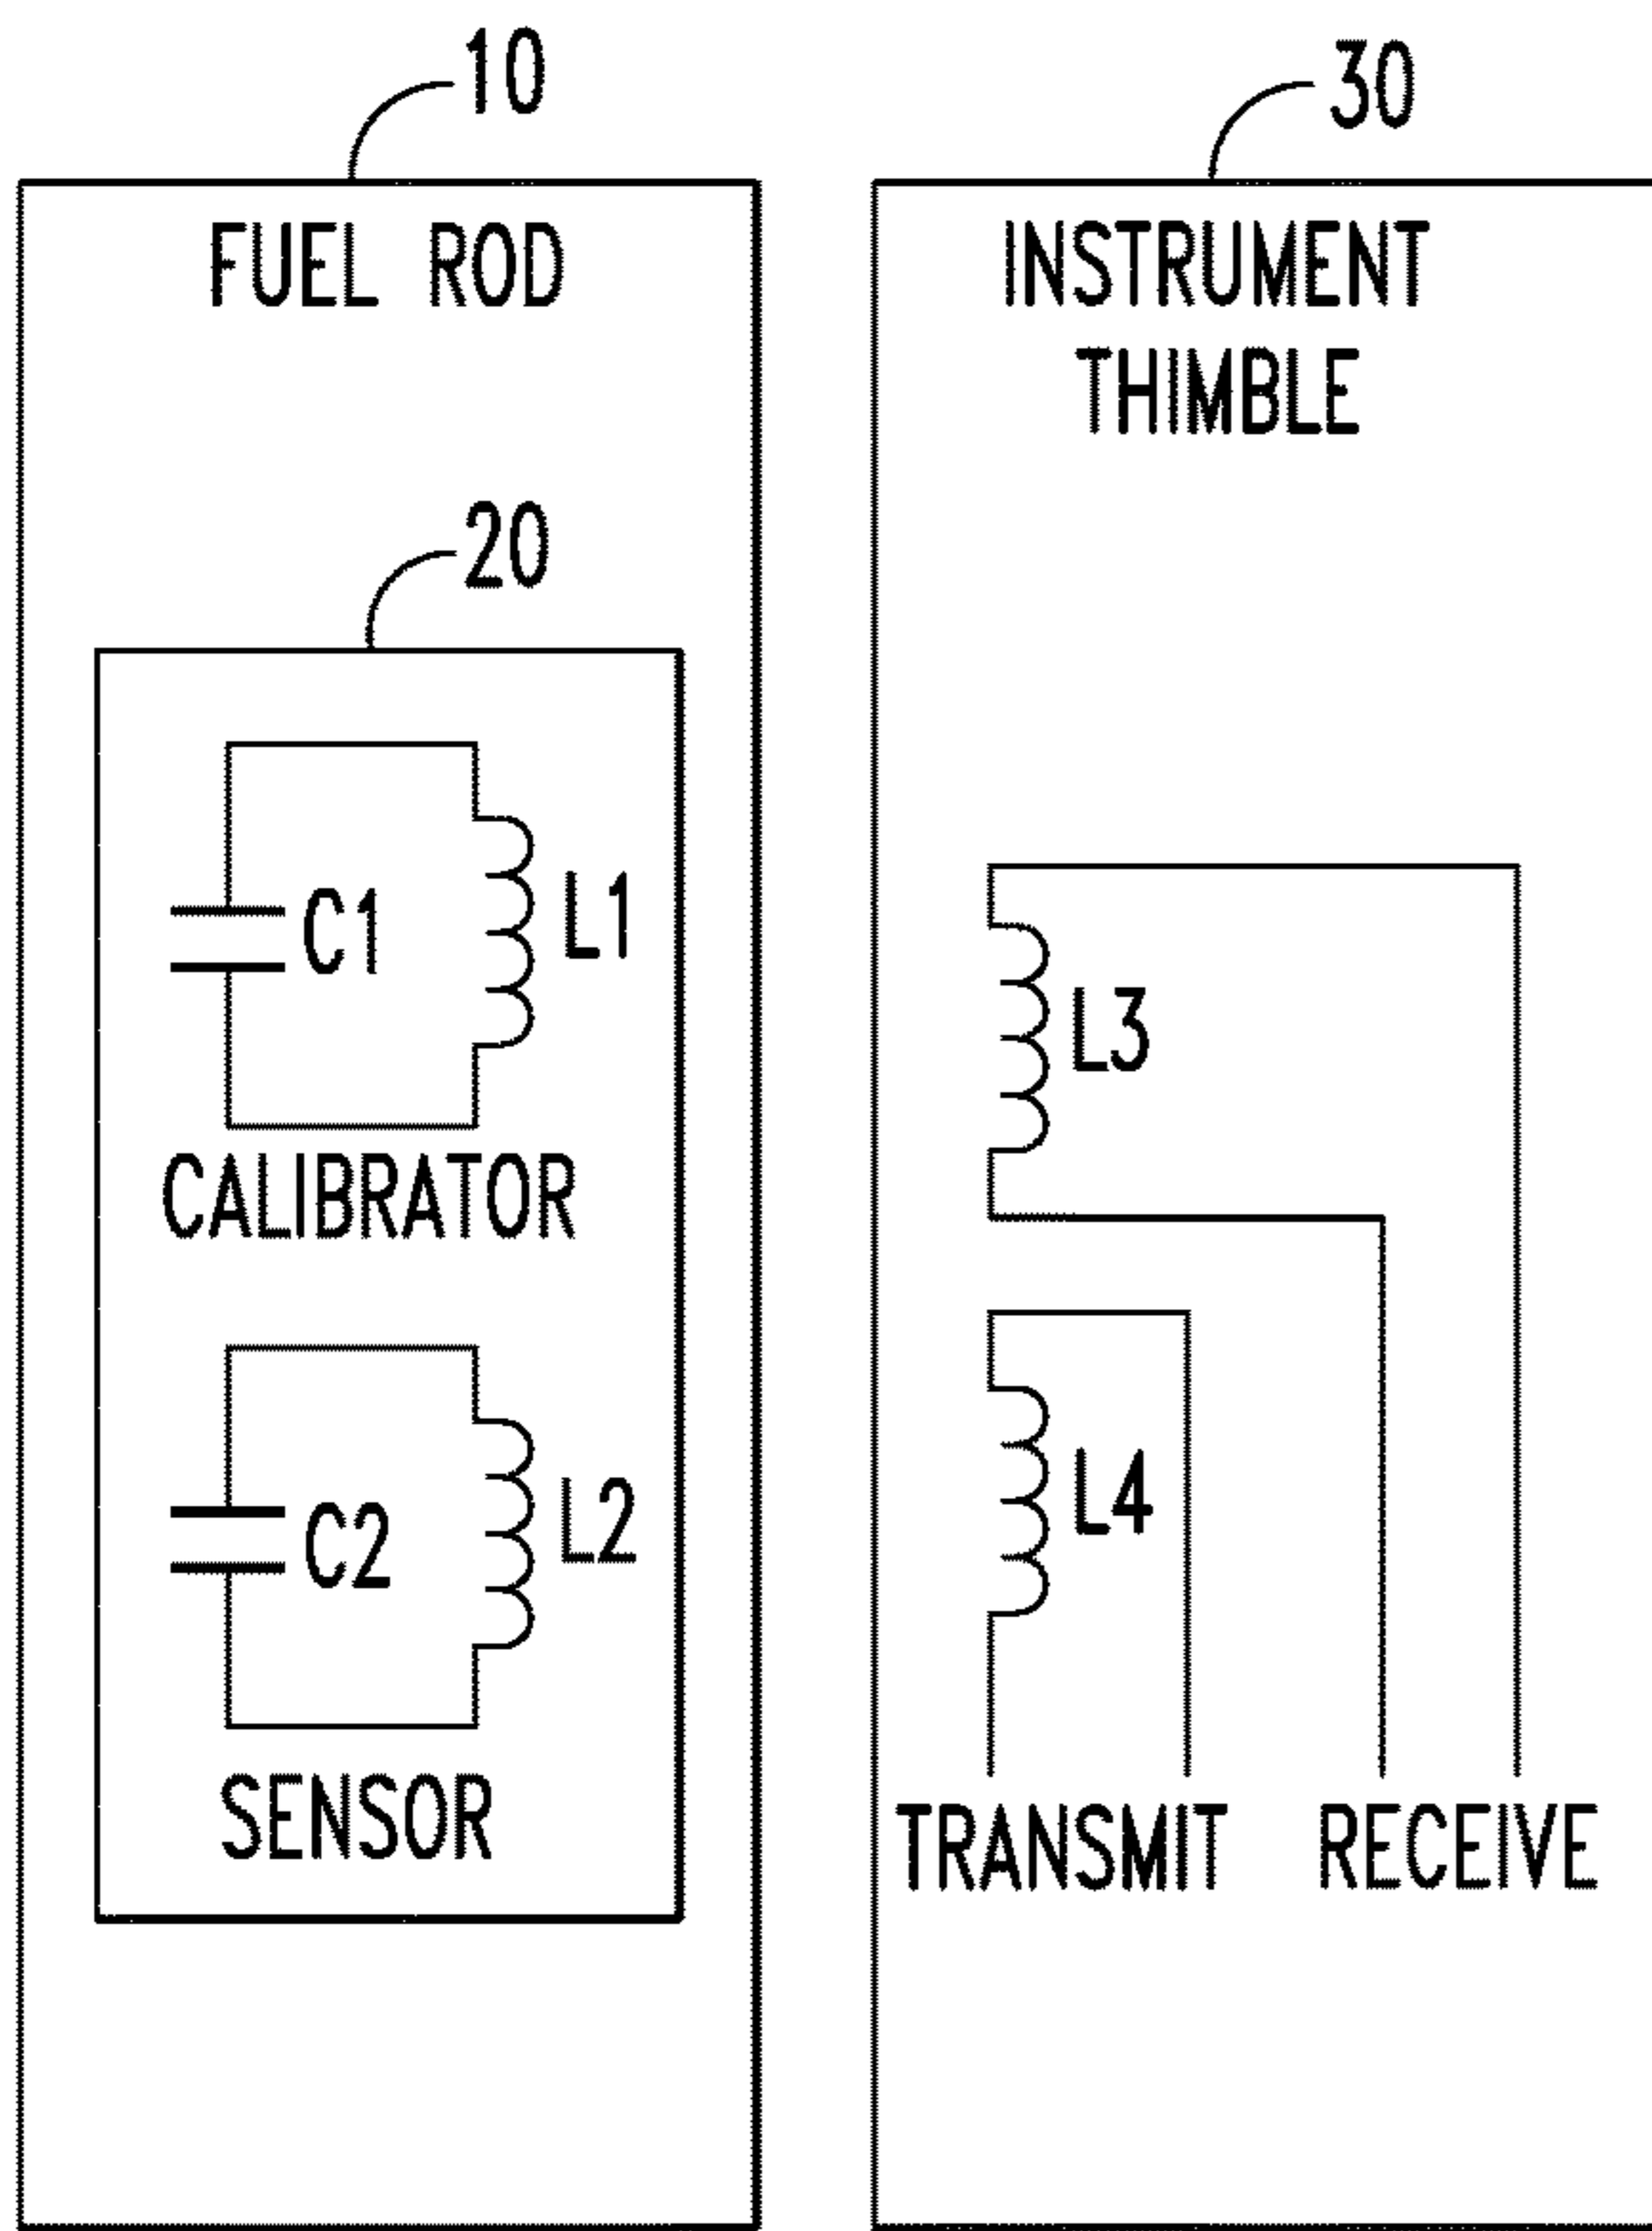 10
FUEL ROD
20
C1
L1
CALIBRATOR
C2
L2
SENSOR
30
INSTRUMENT
THIMBLE
L3
L4
TRANSMIT
RECEIVE